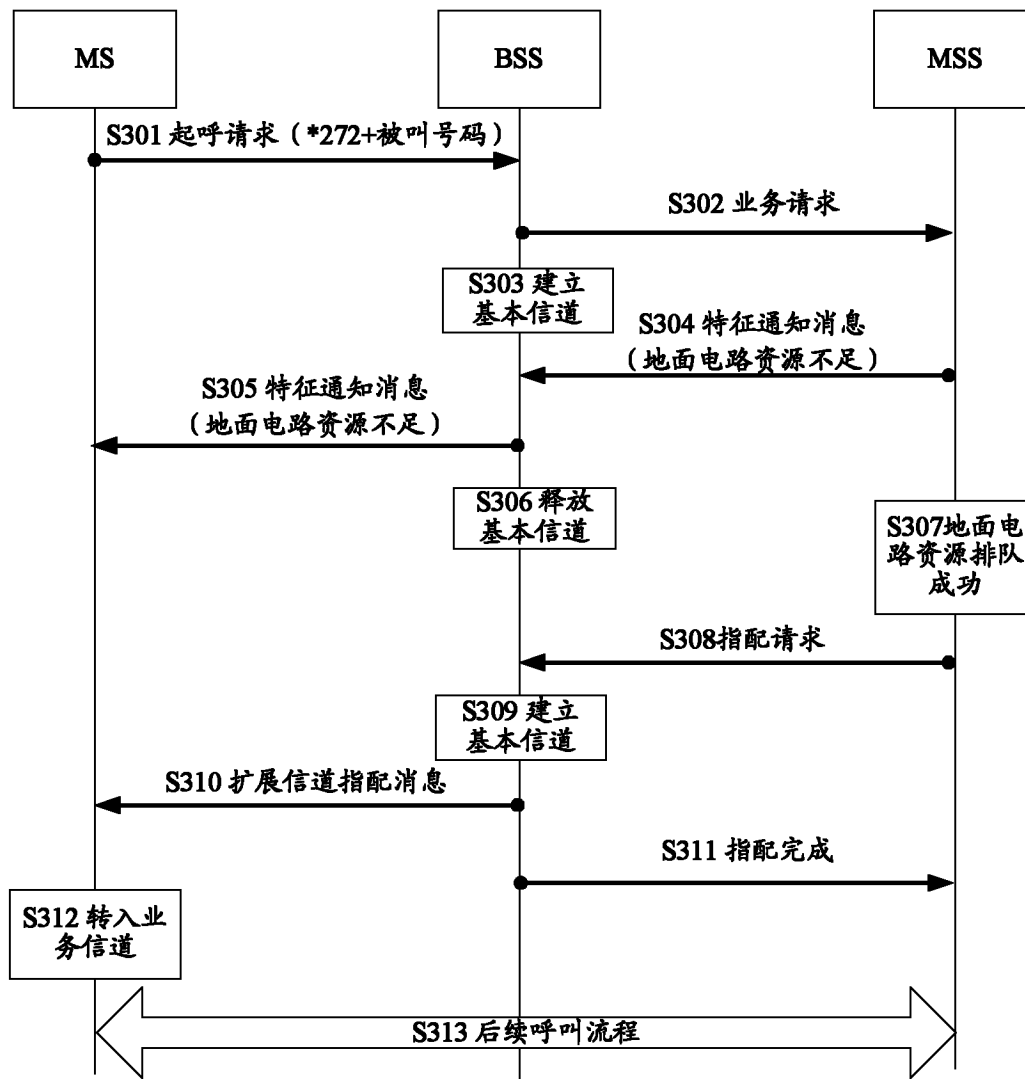 MS
BSS
MSS
S301 起呼请求（*272+被叫号码）
S302 业务请求
S303 建立
基本信道
S304 特征通知消息
（地面电路资源不足）
S305 特征通知消息
（地面电路资源不足）
S306 释放
基本信道
S307地面电
路资源排队
成功
S308指配请求
S309 建立
基本信道
S310 扩展信道指配消息
S311 指配完成
S312 转入业
务信道
S313 后续呼叫流程